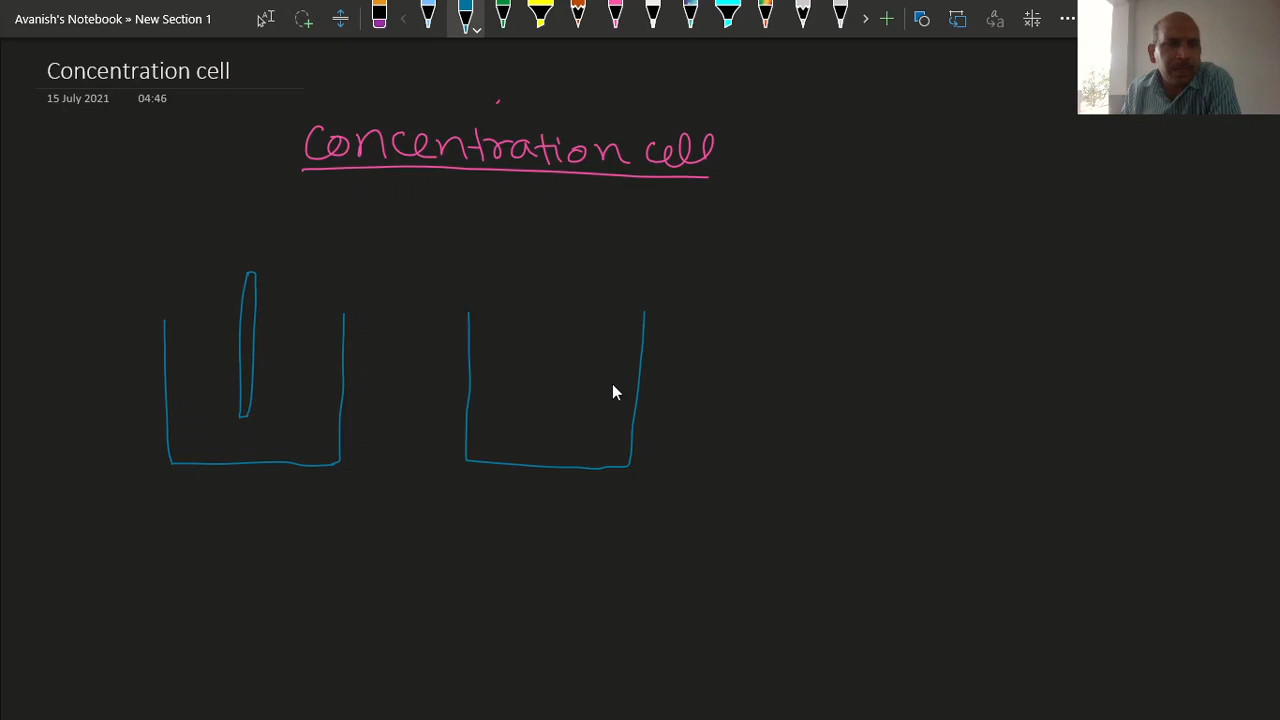 Avanish's Notebook » New Section 1
Concentration cell
15 July 2021 04:46
Concentration cell